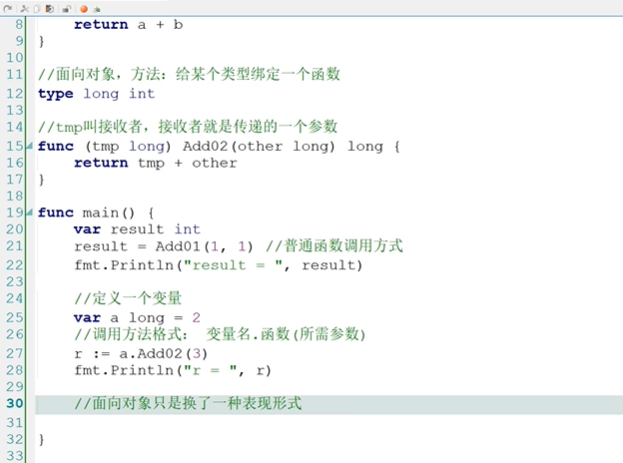 8 return a + b
9 }
10
11 //面向对象，方法：给某个类型绑定一个函数
12 type long int
13
14 //tmp叫接收者，接收者就是传递的一个参数
15 func (tmp long) Add02(other long) long {
16 return tmp + other
17 }
18
19 func main() {
20 var result int
21 result = Add01(1, 1) //普通函数调用方式
22 fmt.Println("result = ", result)
23
24 //定义一个变量
25 var a long = 2
26 //调用方法格式： 变量名.函数(所需参数)
27 r := a.Add02(3)
28 fmt.Println("r = ", r)
29
30 //面向对象只是换了一种表现形式
31
32 }
33